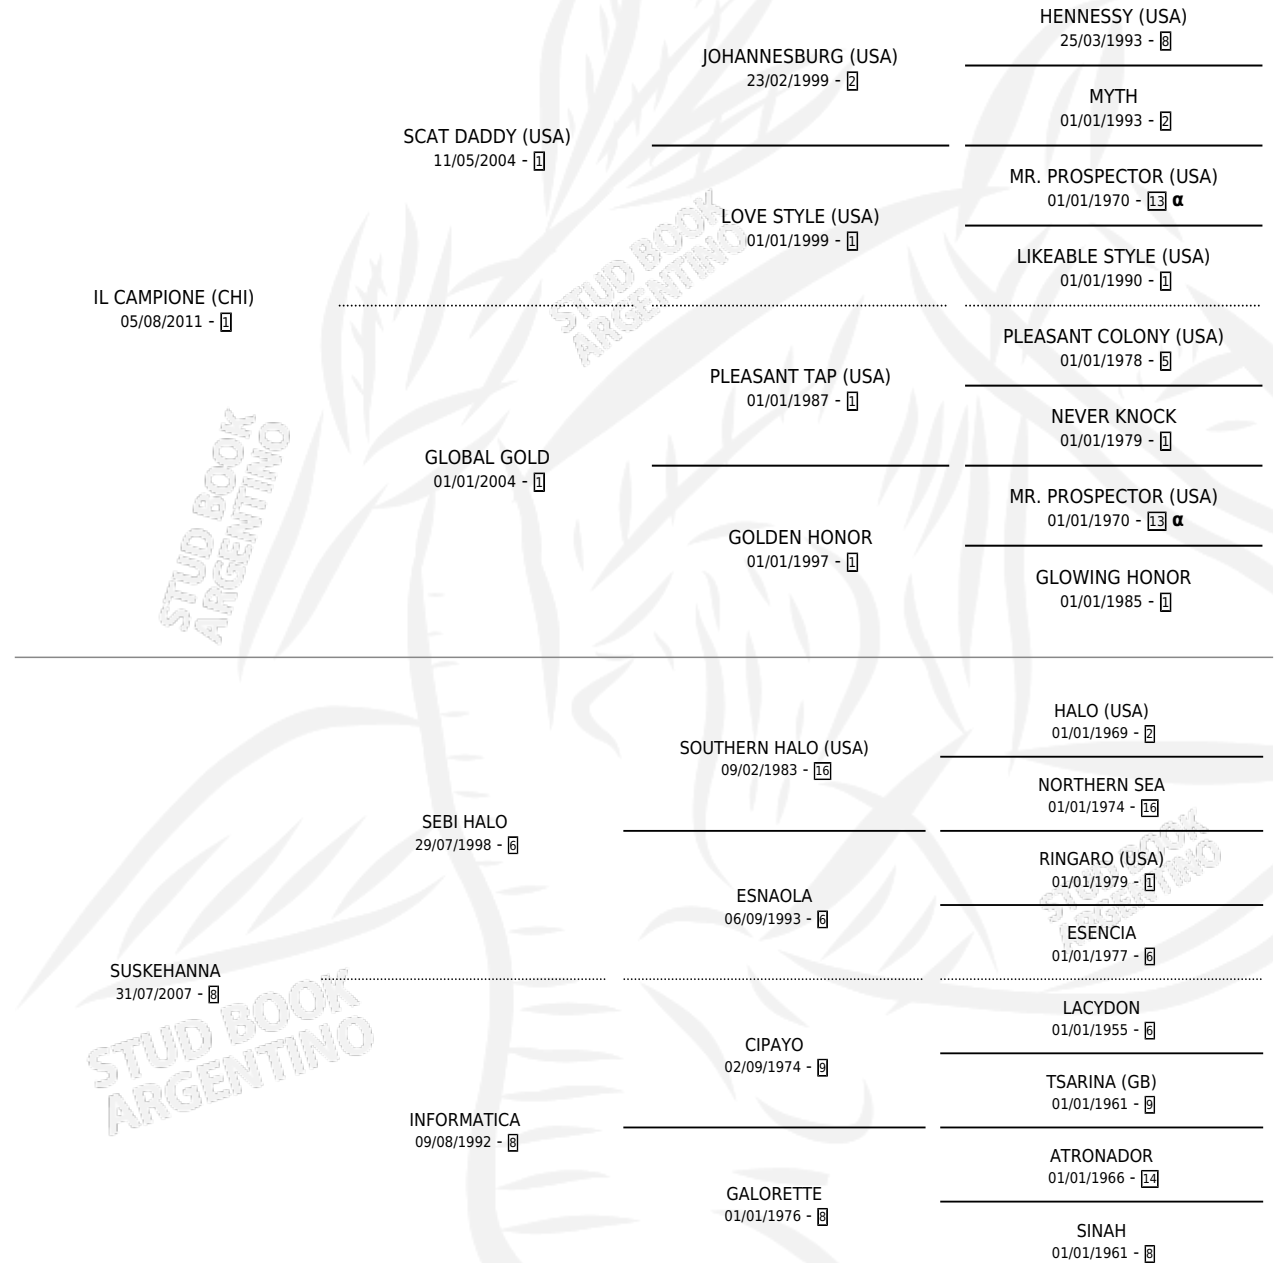 HENNESSY (USA)
25/03/1993 - 8
JOHANNESBURG (USA)
23/02/1999 - 2
MYTH
01/01/1993 - 2
SCAT DADDY (USA)
11/05/2004 - 1
MR. PROSPECTOR (USA)
01/01/1970 - 13 α
LOVE STYLE (USA)
01/01/1999 - 1
LIKEABLE STYLE (USA)
01/01/1990 - 1
IL CAMPIONE (CHI)
05/08/2011 - 1
PLEASANT COLONY (USA)
01/01/1978 - 5
PLEASANT TAP (USA)
01/01/1987 - 1
NEVER KNOCK
01/01/1979 - 1
GLOBAL GOLD
01/01/2004 - 1
MR. PROSPECTOR (USA)
01/01/1970 - 13 α
GOLDEN HONOR
01/01/1997 - 1
GLOWING HONOR
01/01/1985 - 1
HALO (USA)
01/01/1969 - 2
SOUTHERN HALO (USA)
09/02/1983 - 16
NORTHERN SEA
01/01/1974 - 16
SEBI HALO
29/07/1998 - 6
RINGARO (USA)
01/01/1979 - 1
ESNAOLA
06/09/1993 - 6
ESENCIA
01/01/1977 - 6
SUSKEHANNA
31/07/2007 - 8
LACYDON
01/01/1955 - 6
CIPAYO
02/09/1974 - 9
TSARINA (GB)
01/01/1961 - 9
INFORMATICA
09/08/1992 - 8
ATRONADOR
01/01/1966 - 14
GALORETTE
01/01/1976 - 8
SINAH
01/01/1961 - 8
STUD BOOK
ARGENTINO
STUD BOOK
ARGENTINO
STUD BOOK
ARGENTINO
STUD BOOK
ARGENTINO